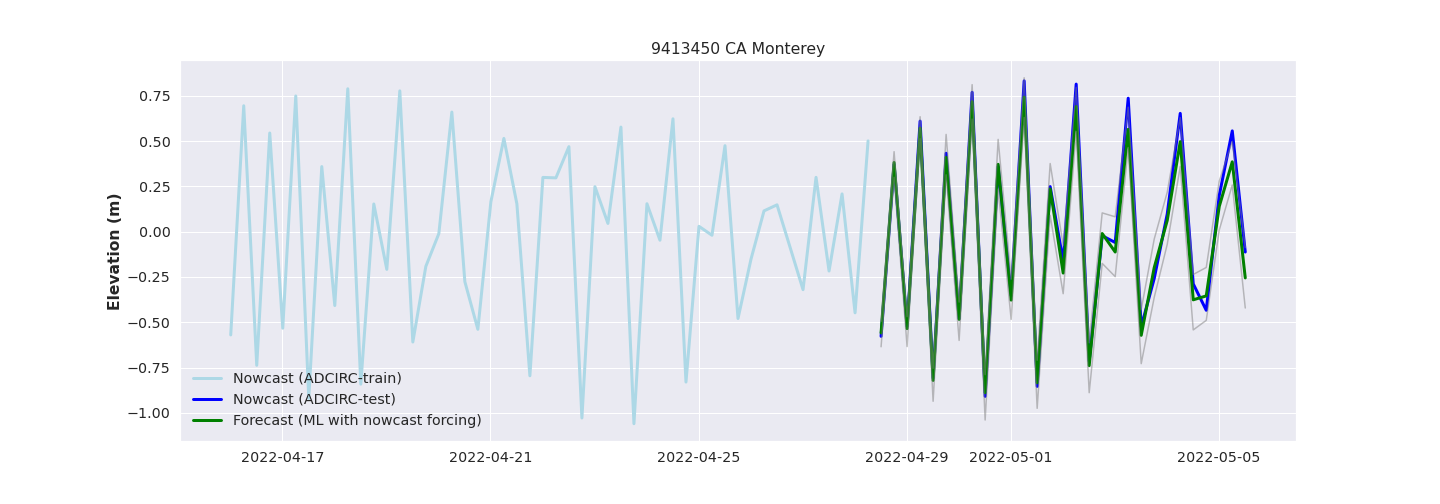 9413450 CA Monterey
Elevation (m)
0.75
0.50
0.25
0.00
−0.25
−0.50
−0.75
−1.00
Nowcast (ADCIRC-train)
Nowcast (ADCIRC-test)
Forecast (ML with nowcast forcing)
2022-04-17 2022-04-21 2022-04-25 2022-04-29 2022-05-01 2022-05-05